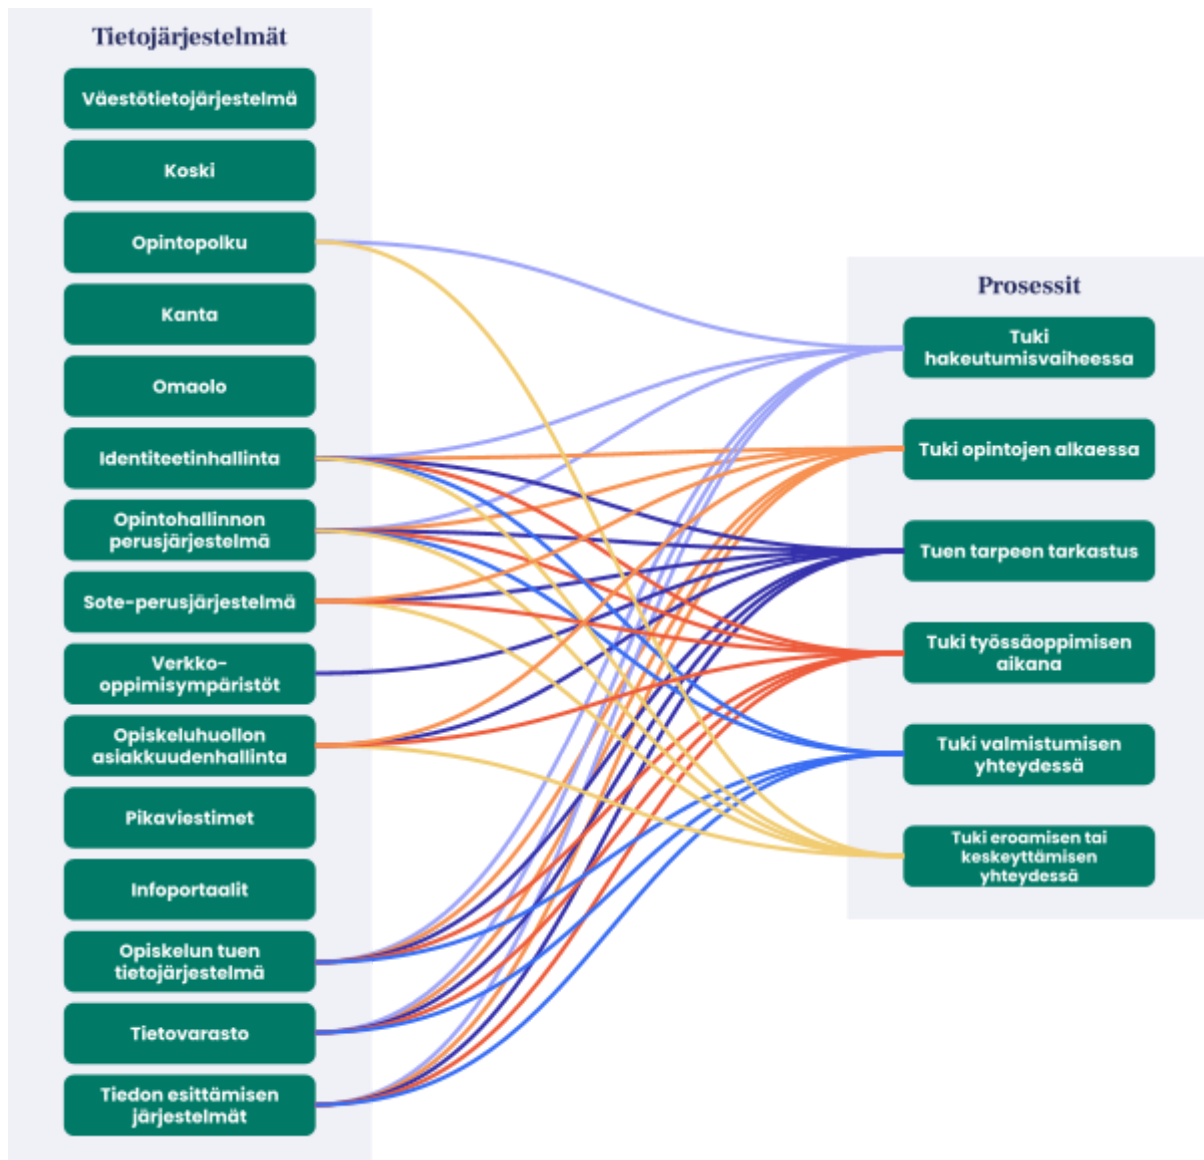 Tietojärjestelmät
Väestötietojärjestelmä
Koski
Opintopolku
Kanta
Omaolo
Identiteetinhallinta
Opintohallinnon
perusjärjestelmä
Sote-perusjärjestelmä
Verkko-
oppimisympäristöt
Opiskeluhuollon
asiakkuudenhallinta
Pikaviestimet
Infoportaalit
Opiskelun tuen
tietojärjestelmä
Tietovarasto
Tiedon esittämisen
järjestelmät
Prosessit
Tuki
hakeutumisvaiheessa
Tuki opintojen alkaessa
Tuen tarpeen tarkastus
Tuki työssäoppimisen
aikana
Tuki valmistumisen
yhteydessä
Tuki eroamisen tai
keskeyttämisen
yhteydessä